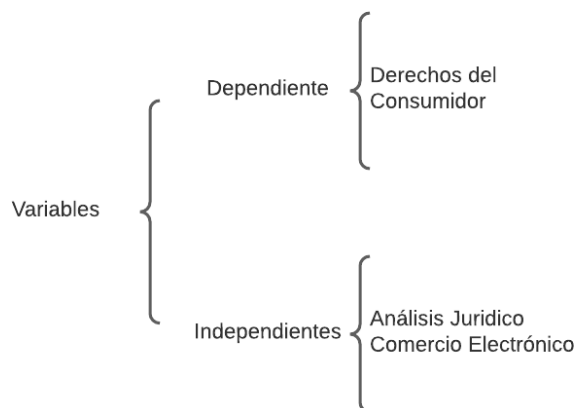 Variables
Dependiente
Derechos del
Consumidor
Independientes
Análisis Juridico
Comercio Electrónico